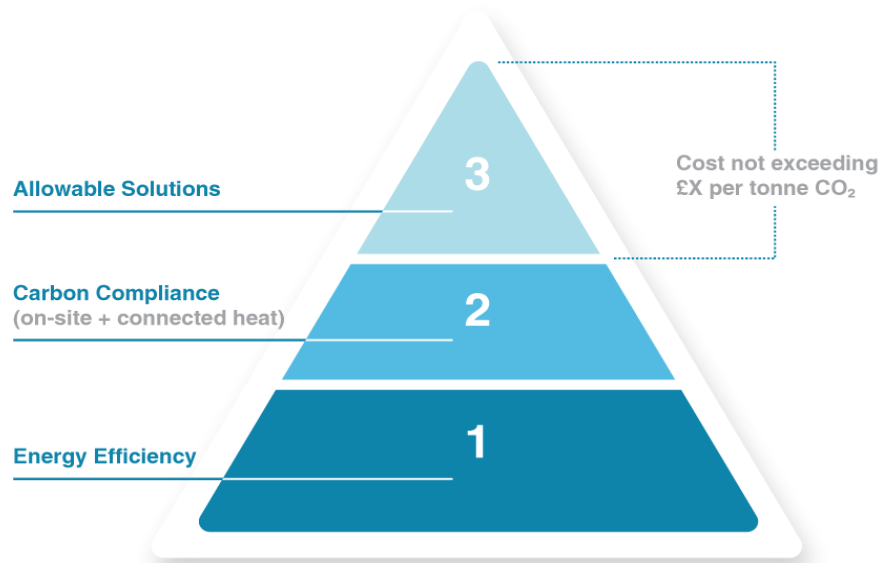 3
Cost not exceeding
£X per tonne CO₂
Allowable Solutions
Carbon Compliance
(on-site + connected heat)
2
1
Energy Efficiency